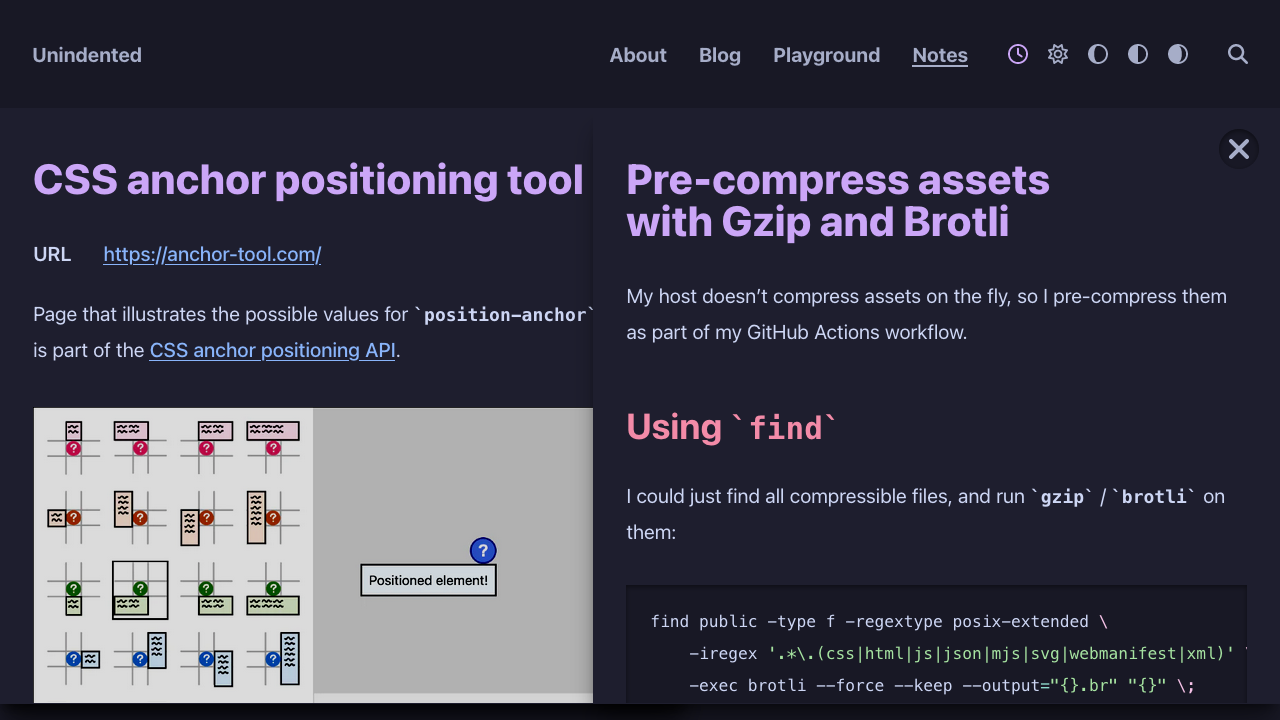 Unindented
About Blog Playground Notes
CSS anchor positioning tool
URL https://anchor-tool.com/
Page that illustrates the possible values for `position-anchor`
is part of the CSS anchor positioning API.
?
? ? ? ?
? ? ? ?
? ? ? ?
? ? ? ?
Positioned element!
Pre-compress assets
with Gzip and Brotli
My host doesn’t compress assets on the fly, so I pre-compress them
as part of my GitHub Actions workflow.
Using `find`
I could just find all compressible files, and run `gzip` / `brotli` on
them:
find public -type f -regextype posix-extended \
-iregex '.*\.(css|html|js|json|mjs|svg|webmanifest|xml)' \
-exec brotli --force --keep --output="{}.br" "{}" \;